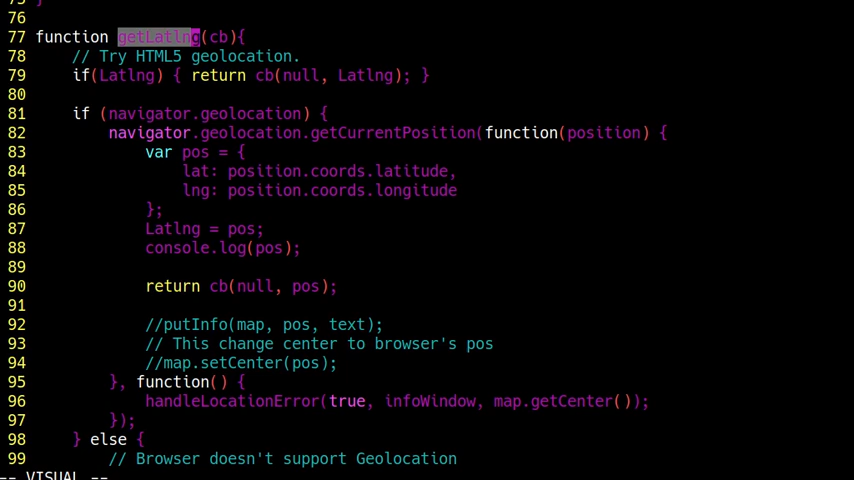 75 }
76
77 function getLatlng(cb){
78     // Try HTML5 geolocation.
79     if(Latlng) { return cb(null, Latlng); }
80
81     if (navigator.geolocation) {
82         navigator.geolocation.getCurrentPosition(function(position) {
83             var pos = {
84                 lat: position.coords.latitude,
85                 lng: position.coords.longitude
86             };
87             Latlng = pos;
88             console.log(pos);
89
90             return cb(null, pos);
91
92             //putInfo(map, pos, text);
93             // This change center to browser's pos
94             //map.setCenter(pos);
95         }, function() {
96             handleLocationError(true, infoWindow, map.getCenter());
97         });
98     } else {
99         // Browser doesn't support Geolocation
-- VISUAL --